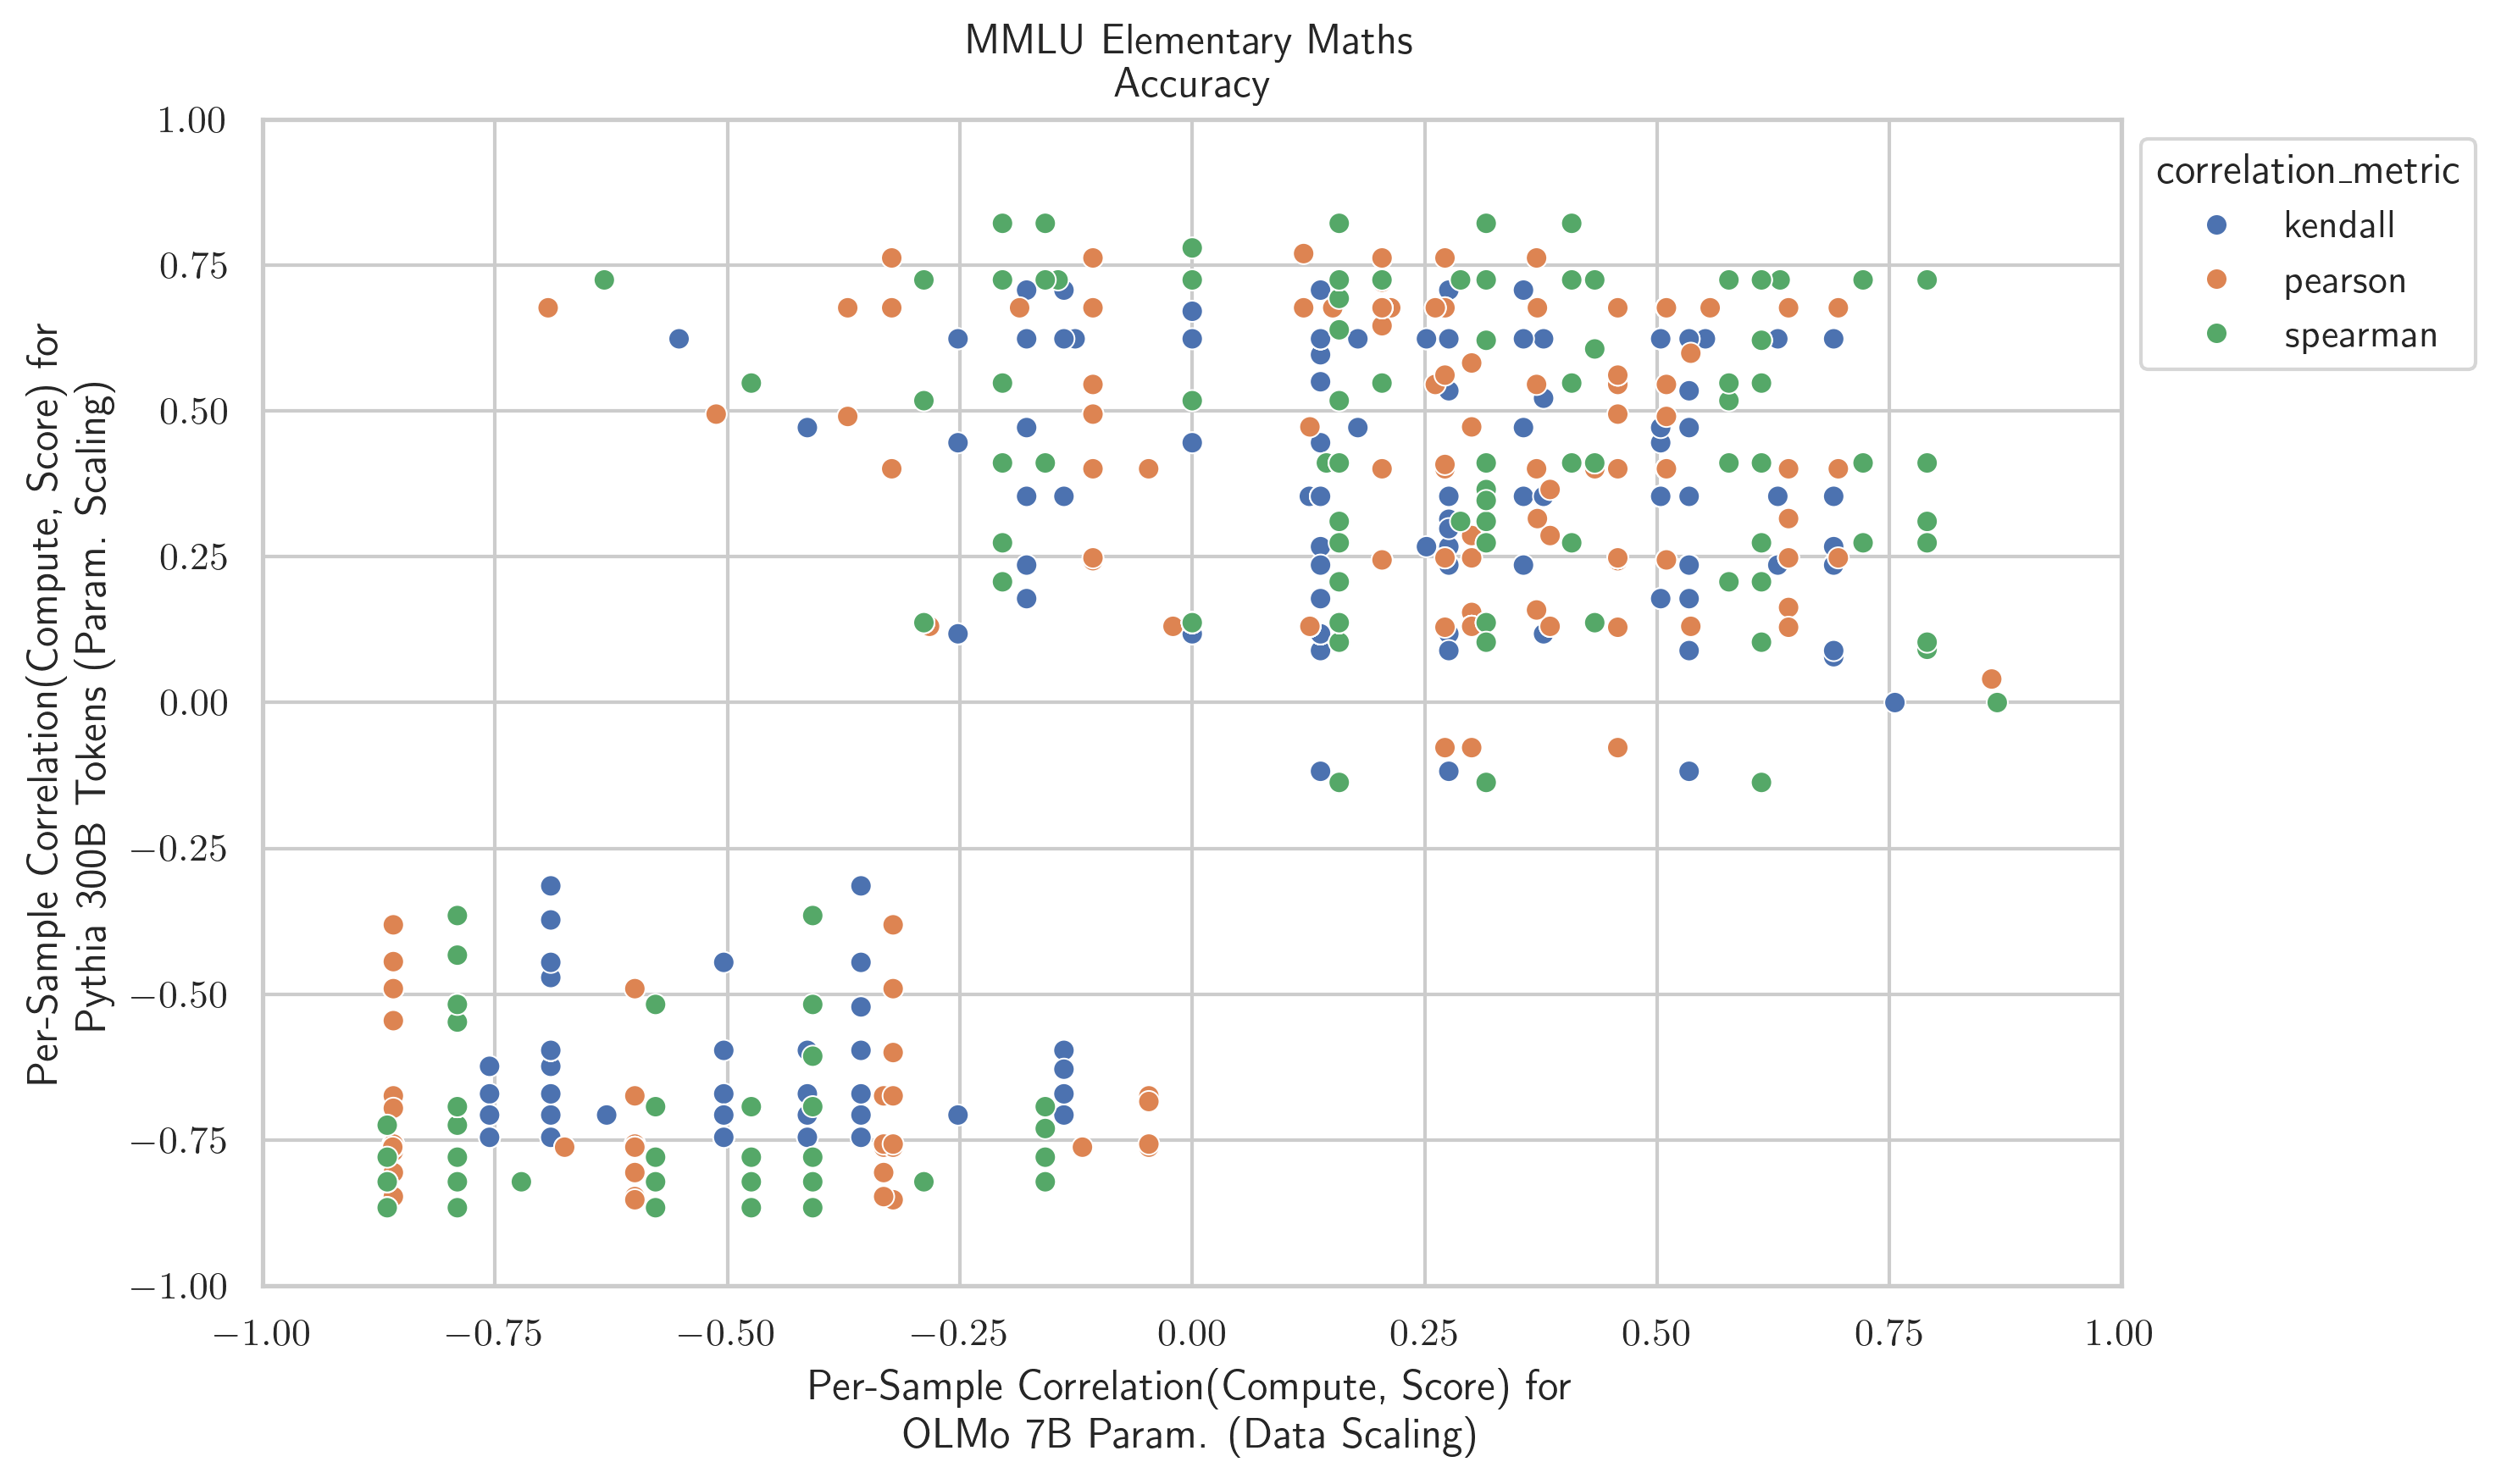 MMLU Elementary Maths
Accuracy
Per-Sample Correlation(Compute, Score) for
Pythia 300B Tokens (Param. Scaling)
1.00
0.75
0.50
0.25
0.00
−0.25
−0.50
−0.75
−1.00
−1.00 −0.75 −0.50 −0.25 0.00 0.25 0.50 0.75 1.00
Per-Sample Correlation(Compute, Score) for
OLMo 7B Param. (Data Scaling)
correlation_metric
kendall
pearson
spearman